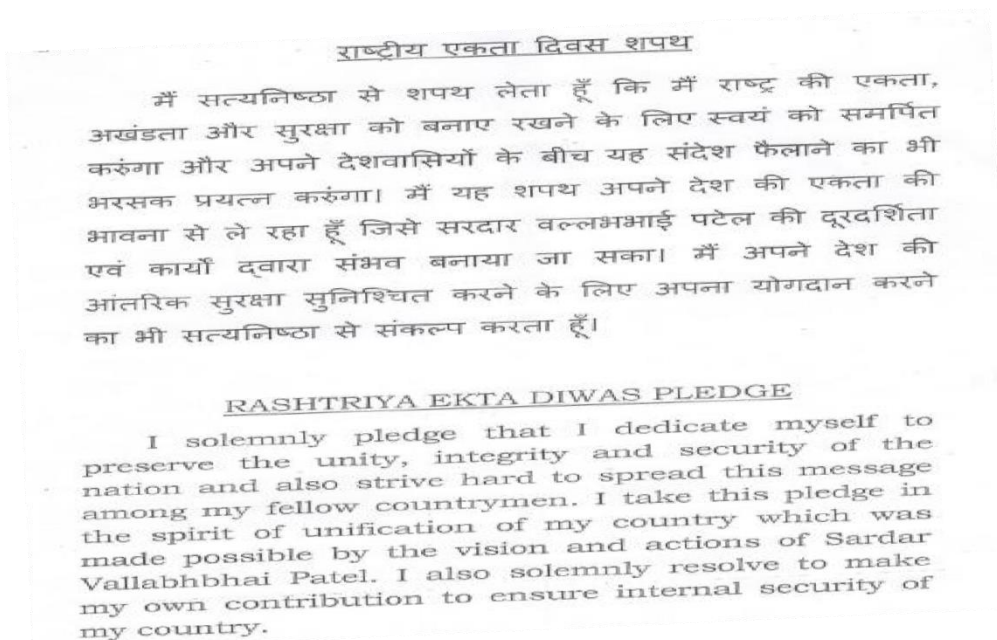 राष्ट्रीय एकता दिवस शपथ
मैं सत्यनिष्ठा से शपथ लेता हूँ कि मैं राष्ट्र की एकता,
अखंडता और सुरक्षा को बनाए रखने के लिए स्वयं को समर्पित
करुंगा और अपने देशवासियों के बीच यह संदेश फैलाने का भी
भरसक प्रयत्न करुंगा। मैं यह शपथ अपने देश की एकता की
भावना से ले रहा हूँ जिसे सरदार वल्लभभाई पटेल की दूरदर्शिता
एवं कार्यों द्वारा संभव बनाया जा सका। मैं अपने देश की
आंतरिक सुरक्षा सुनिश्चित करने के लिए अपना योगदान करने
का भी सत्यनिष्ठा से संकल्प करता हूँ।
RASHTRIYA EKTA DIWAS PLEDGE
I solemnly pledge that I dedicate myself to
preserve the unity, integrity and security of the
nation and also strive hard to spread this message
among my fellow countrymen. I take this pledge in
the spirit of unification of my country which was
made possible by the vision and actions of Sardar
Vallabhbhai Patel. I also solemnly resolve to make
my own contribution to ensure internal security of
my country.